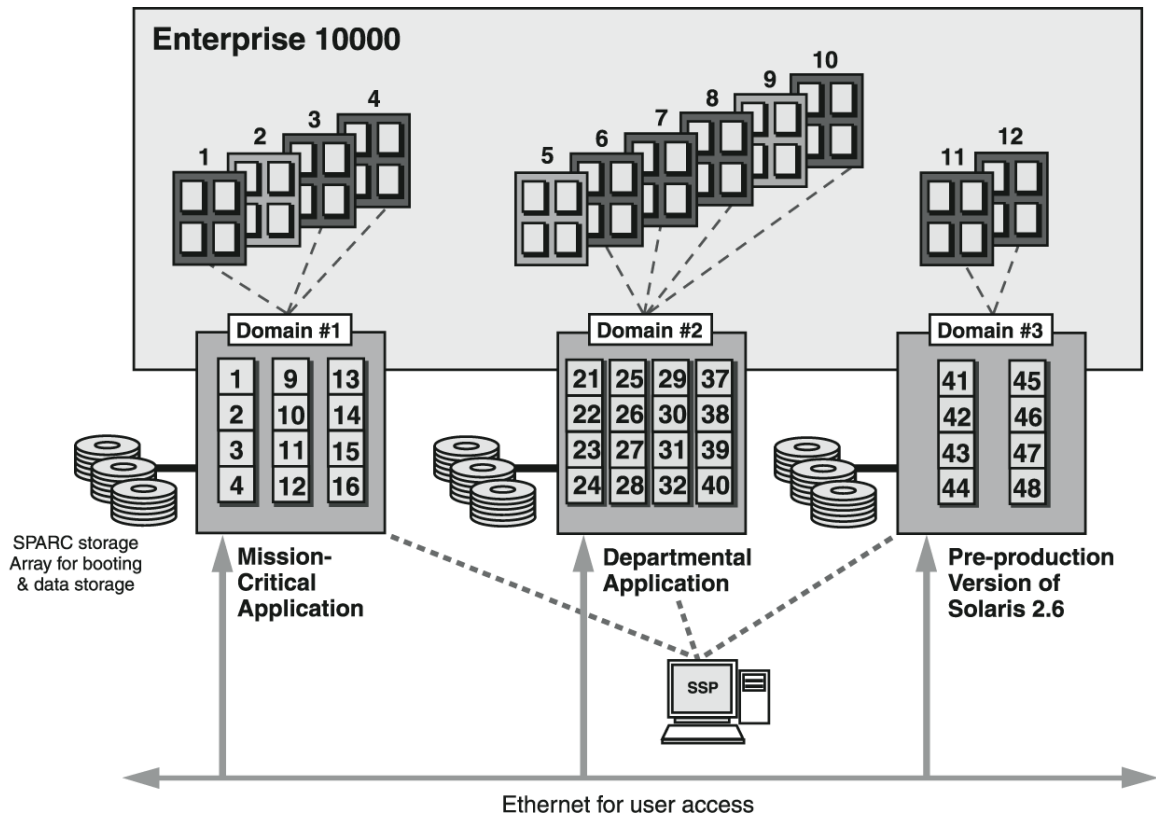 Enterprise 10000
1
2
3
4
5
6
7
8
9
10
11
12
Domain #1
Domain #2
Domain #3
1 9 13
2 10 14
3 11 15
4 12 16
21 25 29 37
22 26 30 38
23 27 31 39
24 28 32 40
41 45
42 46
43 47
44 48
SPARC storage
Array for booting
& data storage
Mission-
Critical
Application
Departmental
Application
Pre-production
Version of
Solaris 2.6
SSP
Ethernet for user access